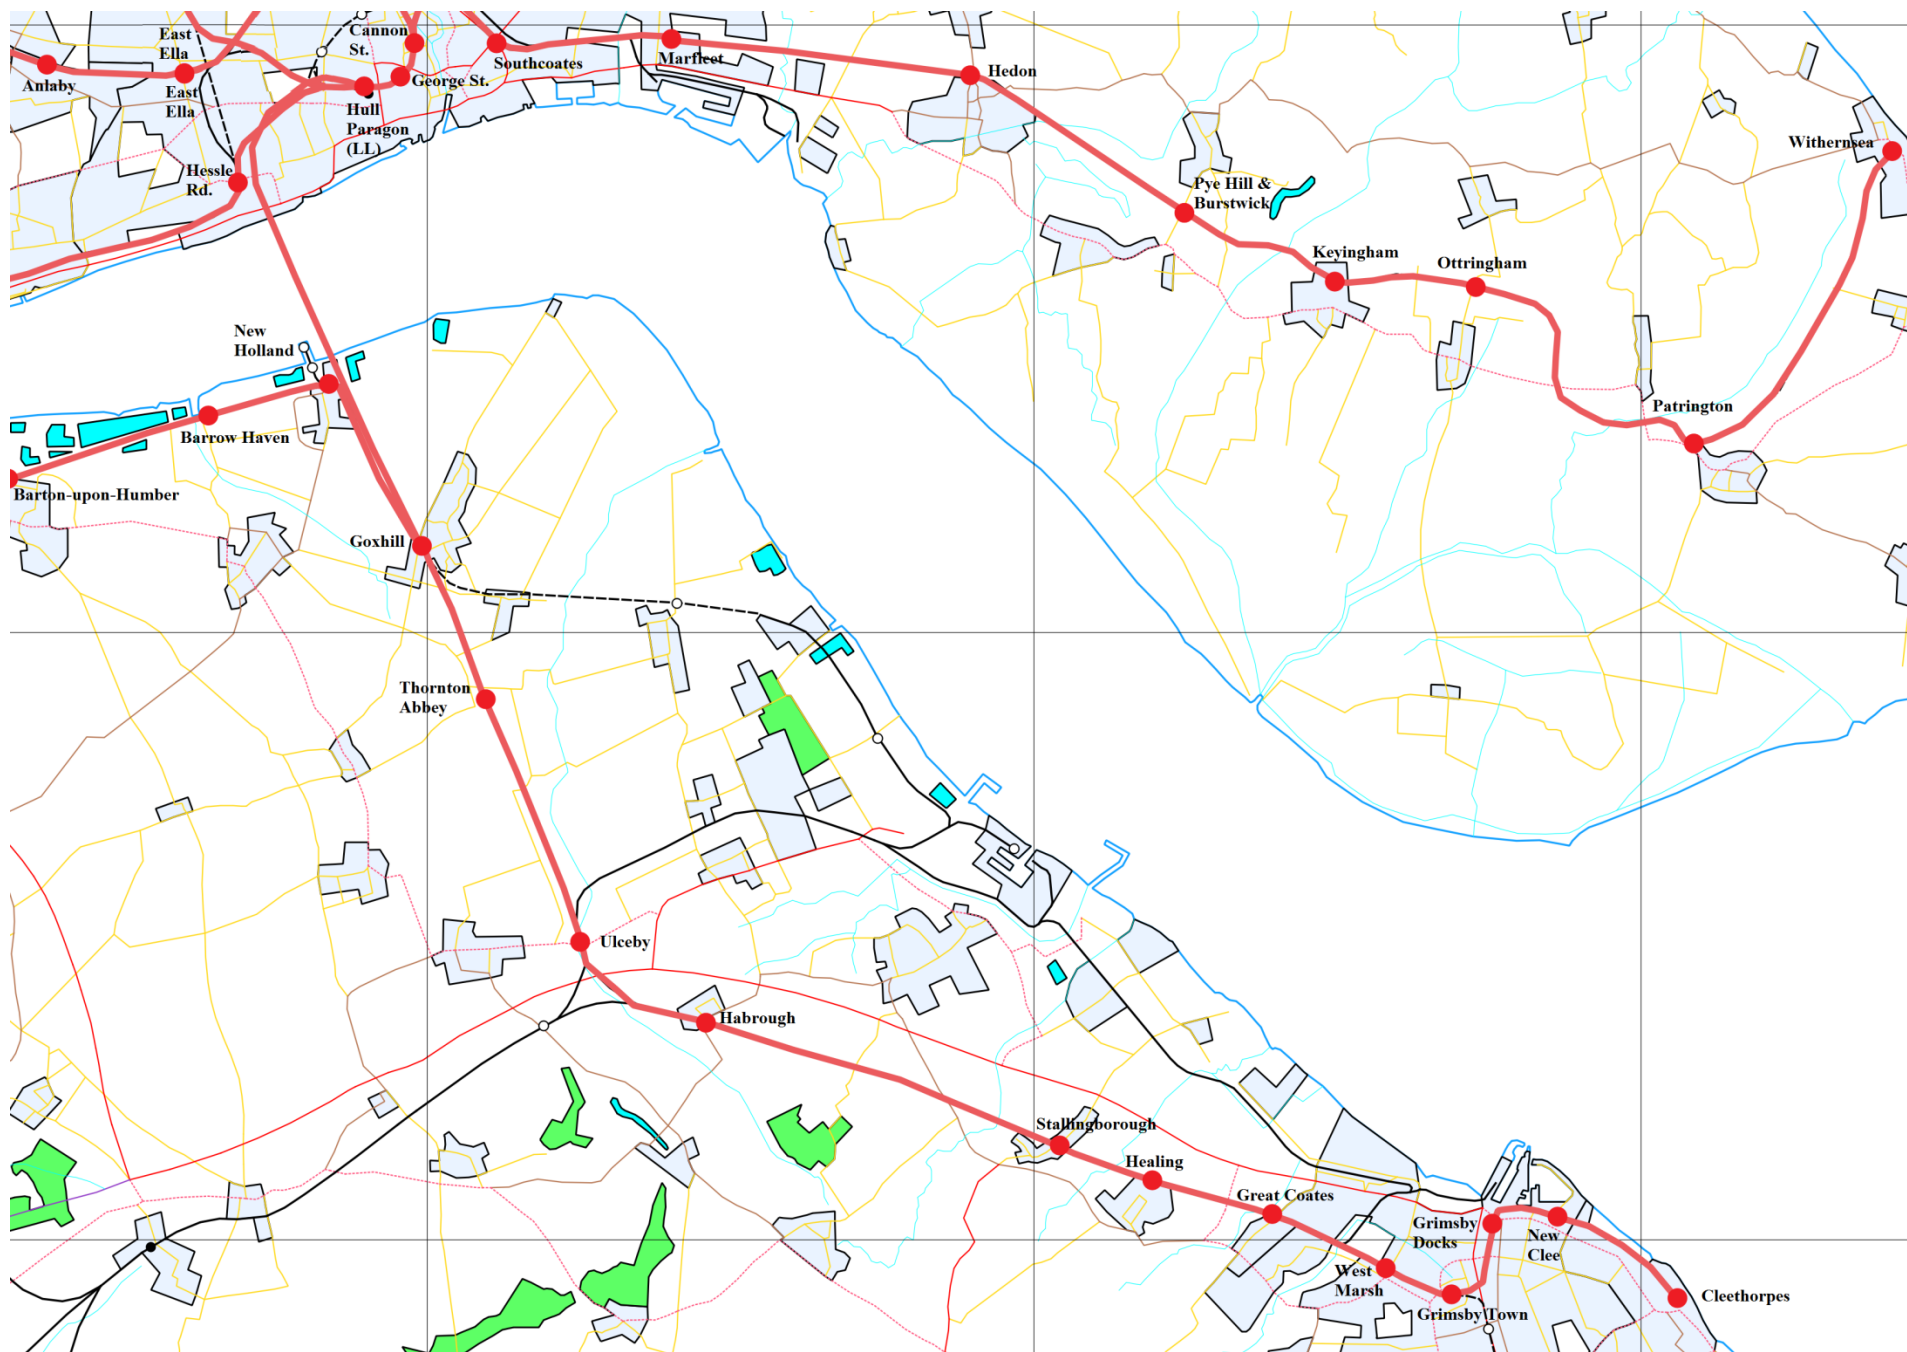 East
Ella
Cannon
St.
Southcoates
Marfleet
Hedon
Anlaby
East
Ella
George St.
Hull
Paragon
(LL)
Hessle
Rd.
Withernsea
Pye Hill &
Burstwick
Keyingham
Ottringham
New
Holland
Patrington
Barrow Haven
Barton-upon-Humber
Goxhill
Thornton
Abbey
Ulceby
Habrough
Stallingborough
Healing
Great Coates
Grimsby
Docks
New
Clee
West
Marsh
Grimsby Town
Cleethorpes